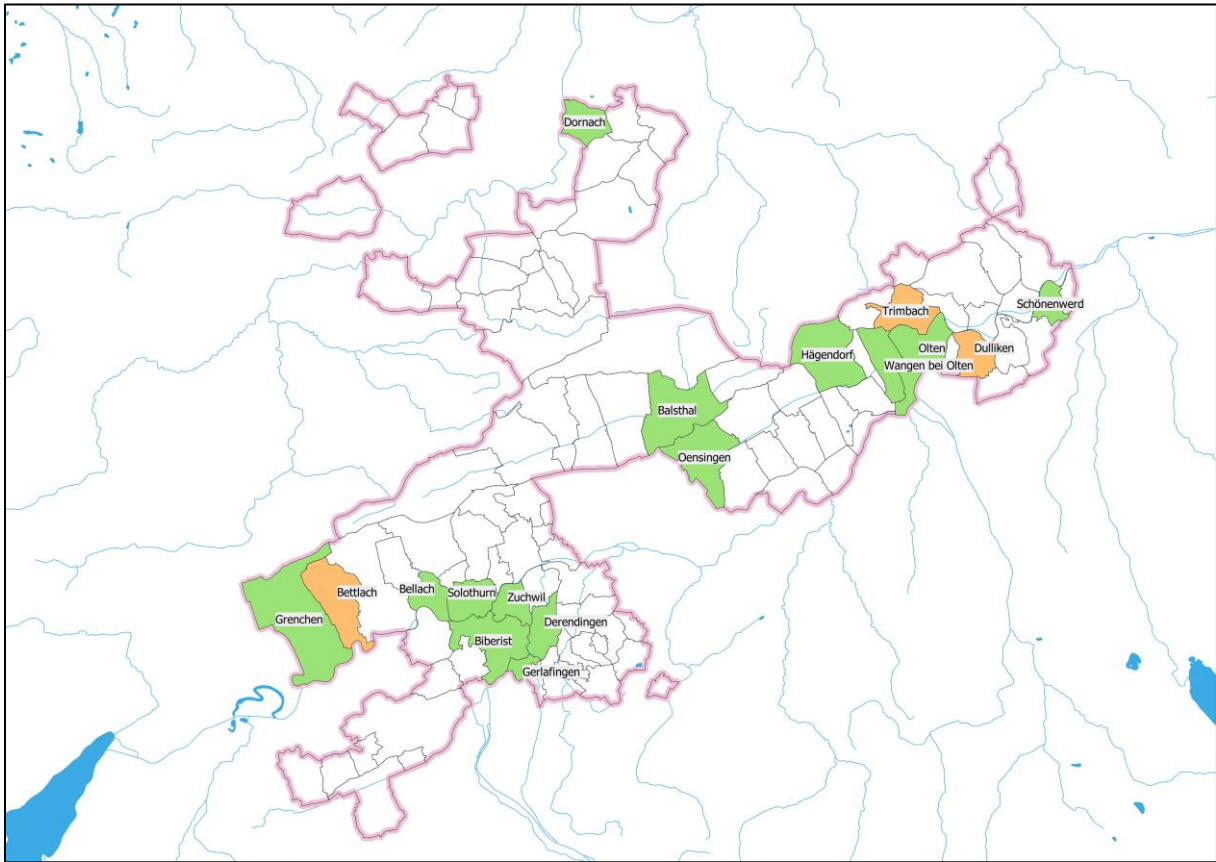 Dornach
Schönenwerd
Trimbach
Olten
Dulliken
Hägendorf
Wangen bei Olten
Balsthal
Oensingen
Bettlach
Bellach
Solothurn
Zuchwil
Grenchen
Derendingen
Biberist
Gerlafingen